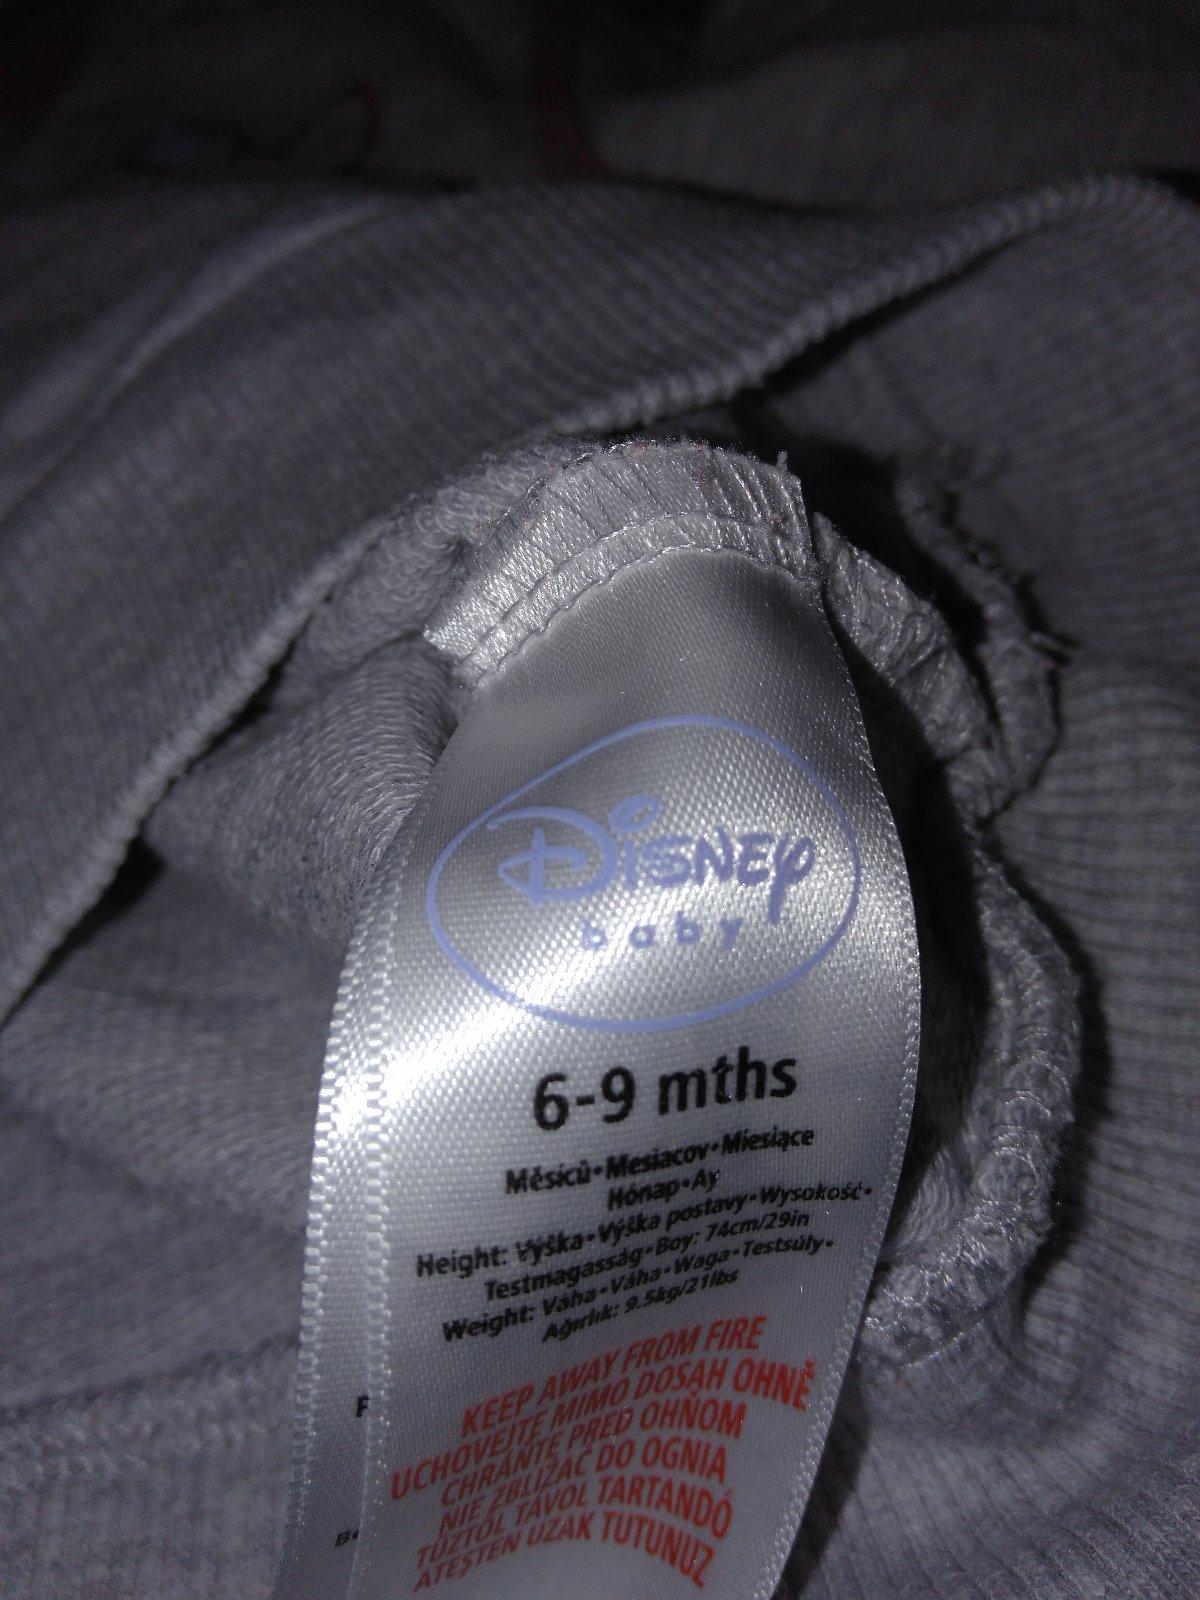 Disney
baby
6-9 mths
Měsíců•Mesiacov•Miesiące
Hónap•Ay
Height: Výška•Výška postavy•Wysokość•
Testmagasság•Boy: 74cm/29in
Weight: Váha•Váha•Waga•Testsúly•
Ağırlık: 9.5kg/21lbs
KEEP AWAY FROM FIRE
UCHOVEJTE MIMO DOSAH OHNĚ
CHRÁŇTE PRED OHŇOM
NIE ZBLIŻAĆ DO OGNIA
TŰZTŐL TÁVOL TARTANDÓ
ATEŞTEN UZAK TUTUNUZ